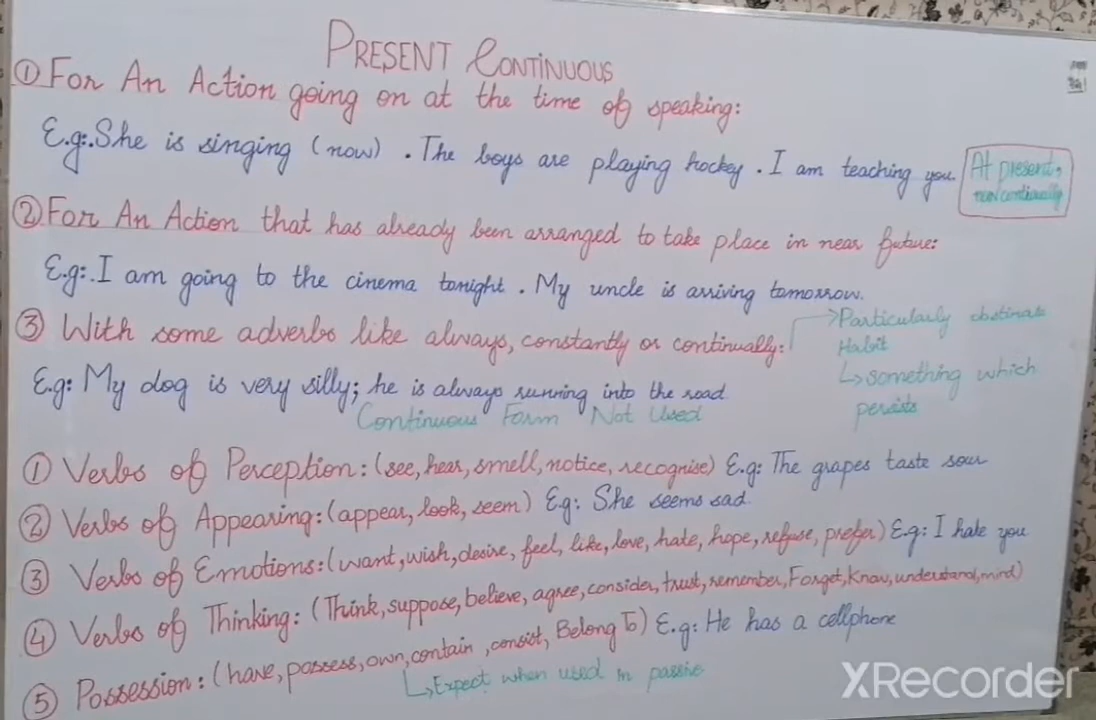 PRESENT CONTINUOUS
① For An Action going on at the time of speaking:
E.g:. She is singing (now). The boys are playing hockey. I am teaching you.
At present,
① For An Action that has already been arranged to take place in near future:
E.g:. I am going to the cinema tonight. My uncle is arriving tomorrow.
③ With some adverbs like always, constantly or continually:
Particularly obstinate
Habit
something which
persists
E.g: My dog is very silly; he is always running into the road
Continuous Form Not Used
① Verbs of Perception: (see, hear, smell, notice, recognise) E.g: The grapes taste sour
② Verbs of Appearing: (appear, look, seem) E.g: She seems sad.
③ Verbs of Emotions: (want, wish, desire, feel, like, love, hate, hope, refuse, prefer) E.g: I hate you
④ Verbs of Thinking: (Think, suppose, believe, agree, consider, trust, remember, Forget, Know, understand, mind)
⑤ Possession: (have, possess, own, contain, consist, Belong To) E.g: He has a cellphone
Expect when used in passive
XRecorder